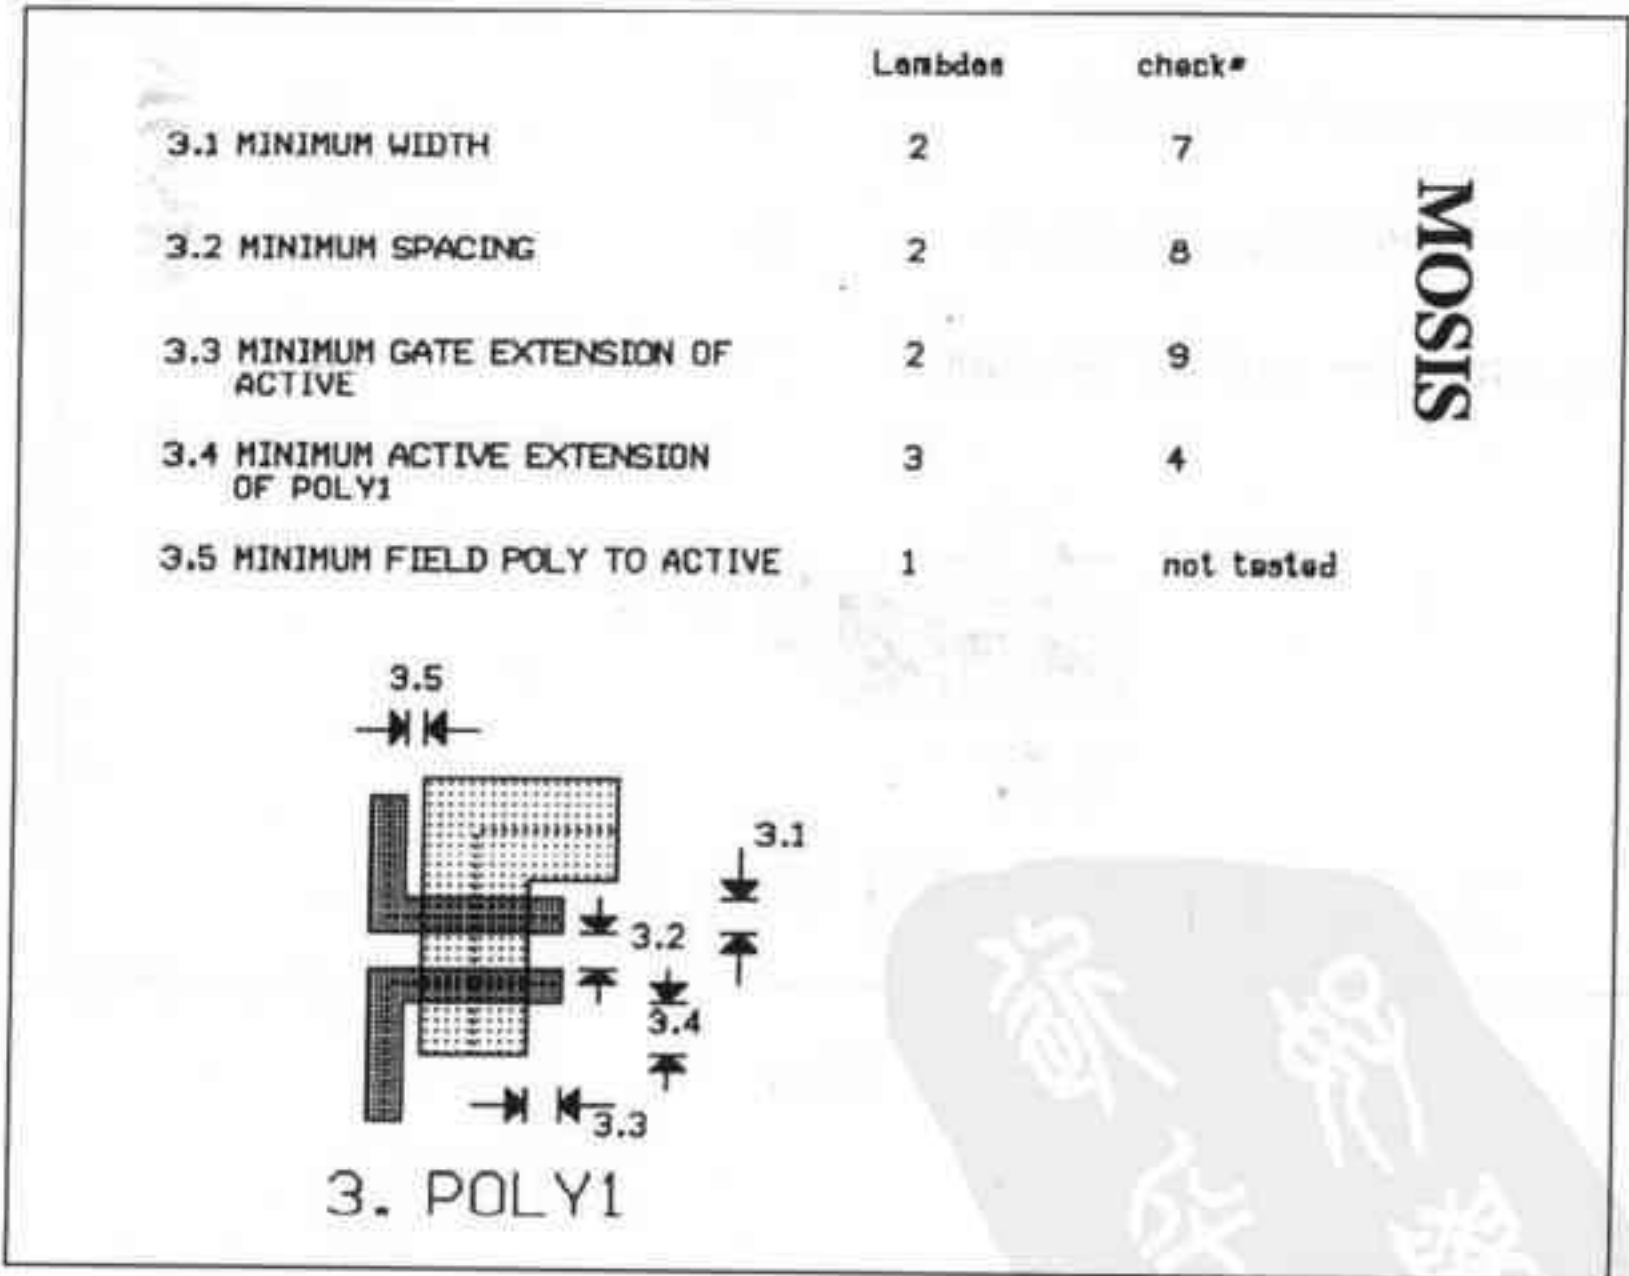 Lambdas check#
3.1 MINIMUM WIDTH 2 7
3.2 MINIMUM SPACING 2 8
3.3 MINIMUM GATE EXTENSION OF 2 9
ACTIVE
3.4 MINIMUM ACTIVE EXTENSION 3 4
OF POLY1
3.5 MINIMUM FIELD POLY TO ACTIVE 1 not tested
MOSIS
3.5
3.1
3.2
3.4
3.3
3. POLY1